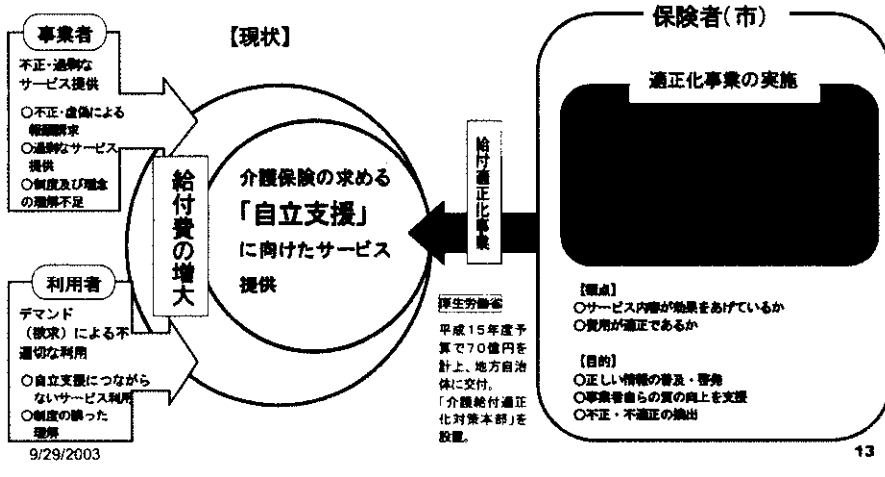 事業者
不正・過剰な
サービス提供
○不正・虚偽による
報酬請求
○過剰なサービス
提供
○制度及び理念
の理解不足
利用者
デマンド
（欲求）による不
適切な利用
○自立支援につながら
ないサービス利用
○制度の誤った
理解
9/29/2003
【現状】
給付費の増大
介護保険の求める
「自立支援」
に向けたサービス
提供
給付適正化事業
厚生労働省
平成１５年度予
算で７０億円を
計上、地方自治
体に交付。
「介護給付適正
化対策本部」を
設置。
保険者（市）
適正化事業の実施
【視点】
○サービス内容が効果をあげているか
○費用が適正であるか
【目的】
○正しい情報の普及・啓発
○事業者自らの質の向上を支援
○不正・不適正の摘出
13